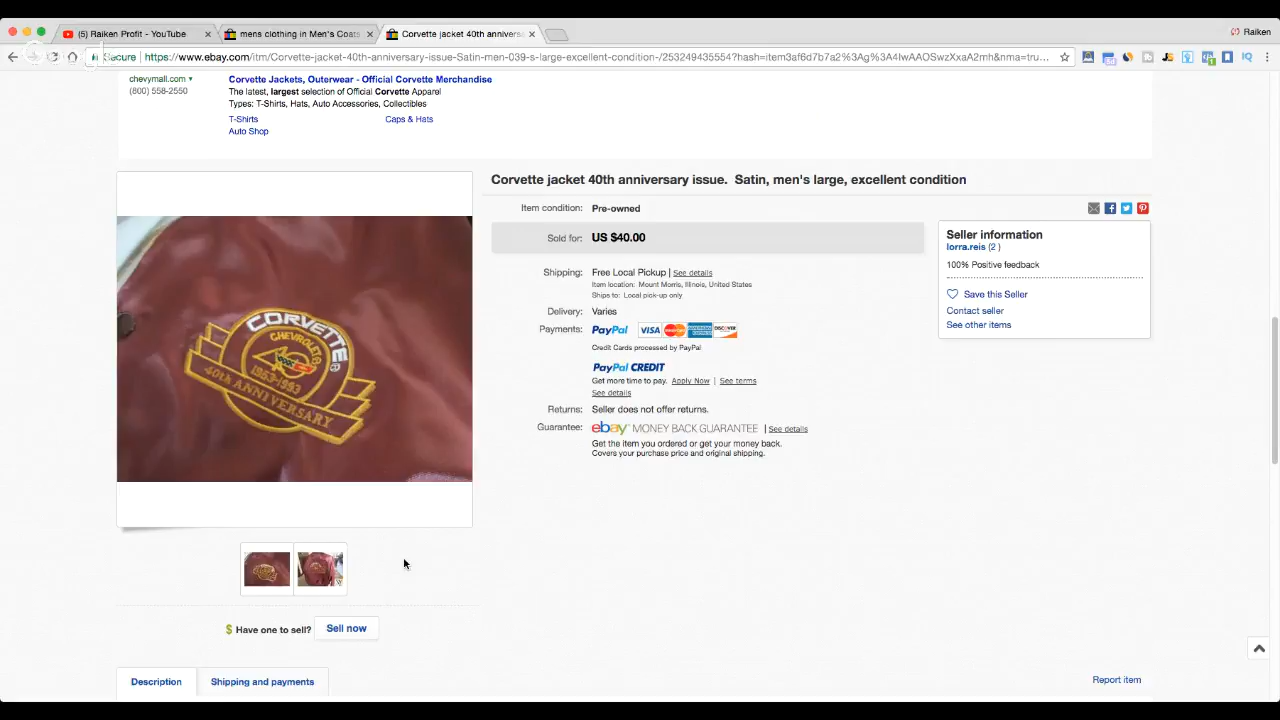 (5) Raiken Profit - YouTube
mens clothing in Men's Coats
Corvette jacket 40th anniversa
Raiken
Secure https://www.ebay.com/itm/Corvette-jacket-40th-anniversary-issue-Satin-men-039-s-large-excellent-condition-/253249435554?hash=item3af6d7b7a2%3Ag%3A4IwAAOSwzXxaA2mh&nma=tru...
chevymall.com
(800) 558-2550
Corvette Jackets, Outerwear - Official Corvette Merchandise
The latest, largest selection of Official Corvette Apparel
Types: T-Shirts, Hats, Auto Accessories, Collectibles
T-Shirts Caps & Hats
Auto Shop
Corvette jacket 40th anniversary issue. Satin, men's large, excellent condition
Item condition: Pre-owned
Sold for: US $40.00
Shipping: Free Local Pickup | See details
Item location: Mount Morris, Illinois, United States
Ships to: Local pick-up only
Delivery: Varies
Payments: PayPal VISA MasterCard DISCOVER
Credit Cards processed by PayPal
PayPal CREDIT
Get more time to pay. Apply Now | See terms
See details
Returns: Seller does not offer returns.
Guarantee: ebay MONEY BACK GUARANTEE | See details
Get the item you ordered or get your money back.
Covers your purchase price and original shipping.
Seller information
lorra.reis (2 )
100% Positive feedback
Save this Seller
Contact seller
See other items
CORVETTE
CHEVROLET
1953-1993
40th ANNIVERSARY
$ Have one to sell? Sell now
Description
Shipping and payments
Report item